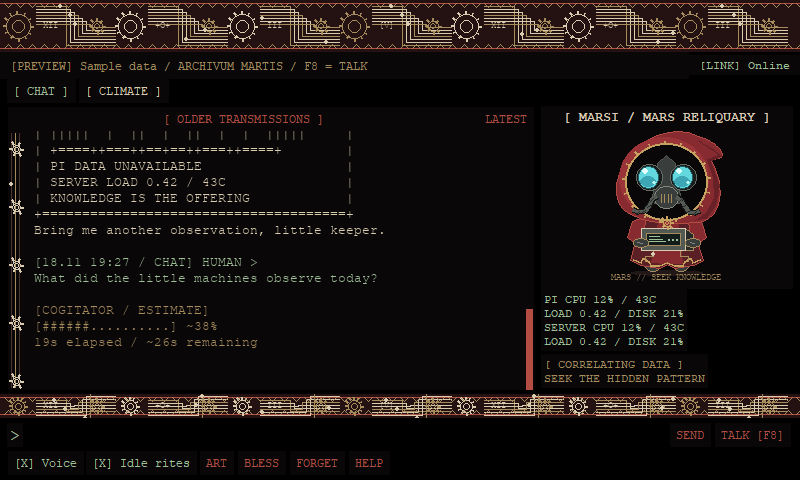 [PREVIEW] Sample data / ARCHIVUM MARTIS / F8 = TALK
[LINK] Online
[ CHAT ]
[ CLIMATE ]
[ OLDER TRANSMISSIONS ]
LATEST
| PI DATA UNAVAILABLE |
| SERVER LOAD 0.42 / 43C |
| KNOWLEDGE IS THE OFFERING |
Bring me another observation, little keeper.
[18.11 19:27 / CHAT] HUMAN >
What did the little machines observe today?
[COGITATOR / ESTIMATE]
[######..........] ~38%
19s elapsed / ~26s remaining
[ MARSI / MARS RELIQUARY ]
MARS // SEEK KNOWLEDGE
PI CPU 12% / 43C
LOAD 0.42 / DISK 21%
SERVER CPU 12% / 43C
LOAD 0.42 / DISK 21%
[ CORRELATING DATA ]
SEEK THE HIDDEN PATTERN
>
SEND
TALK [F8]
[X] Voice
[X] Idle rites
ART
BLESS
FORGET
HELP